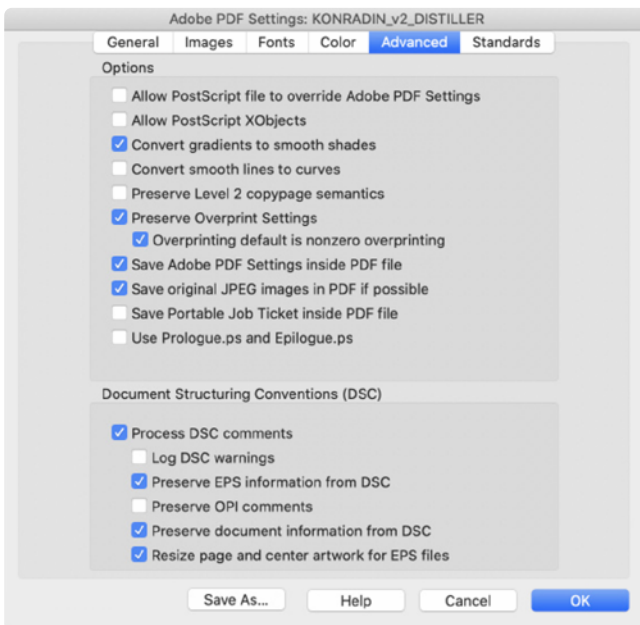 Adobe PDF Settings: KONRADIN_v2_DISTILLER
General Images Fonts Color Advanced Standards
Options
Allow PostScript file to override Adobe PDF Settings
Allow PostScript XObjects
Convert gradients to smooth shades
Convert smooth lines to curves
Preserve Level 2 copypage semantics
Preserve Overprint Settings
Overprinting default is nonzero overprinting
Save Adobe PDF Settings inside PDF file
Save original JPEG images in PDF if possible
Save Portable Job Ticket inside PDF file
Use Prologue.ps and Epilogue.ps
Document Structuring Conventions (DSC)
Process DSC comments
Log DSC warnings
Preserve EPS information from DSC
Preserve OPI comments
Preserve document information from DSC
Resize page and center artwork for EPS files
Save As... Help Cancel OK